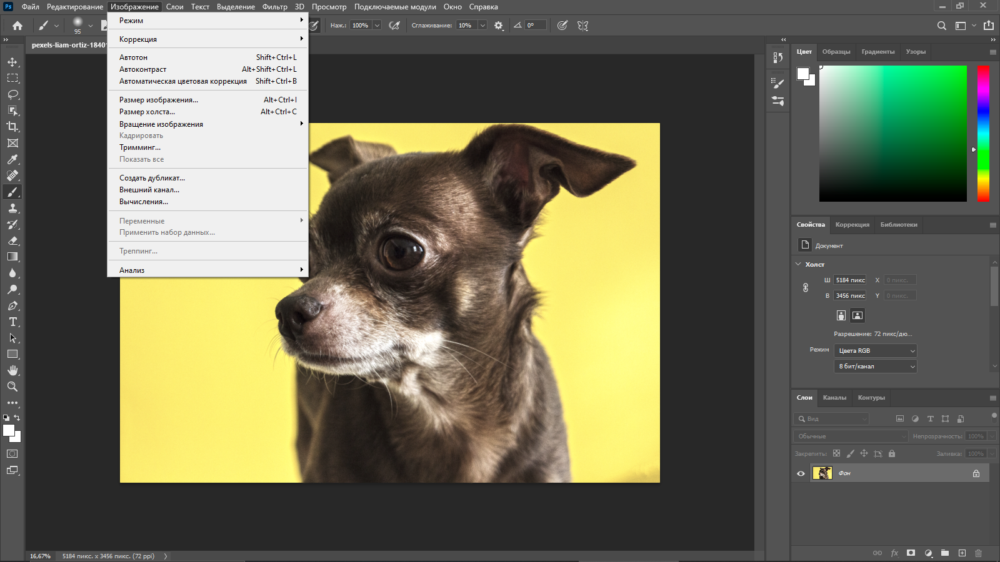 Ps Файл Редактирование Изображение Слои Текст Выделение Фильтр 3D Просмотр Подключаемые модули Окно Справка
95 Наж.: 100% Сглаживание: 10% 0°
pexels-liam-ortiz-1840
Режим
Коррекция
Автотон Shift+Ctrl+L
Автоконтраст Alt+Shift+Ctrl+L
Автоматическая цветовая коррекция Shift+Ctrl+B
Размер изображения... Alt+Ctrl+I
Размер холста... Alt+Ctrl+C
Вращение изображения
Кадрировать
Тримминг...
Показать все
Создать дубликат...
Внешний канал...
Вычисления...
Переменные
Применить набор данных...
Треппинг...
Анализ
Цвет Образцы Градиенты Узоры
Свойства Коррекция Библиотеки
Документ
Холст
Ш 5184 пикс X 0 пикс.
В 3456 пикс Y 0 пикс.
Разрешение: 72 пикс/дю...
Режим Цвета RGB
8 бит/канал
Слои Каналы Контуры
Вид
Обычные Непрозрачность: 100%
Закрепить: Заливка: 100%
Фон
fx
16,67% 5184 пикс. x 3456 пикс. (72 ppi)